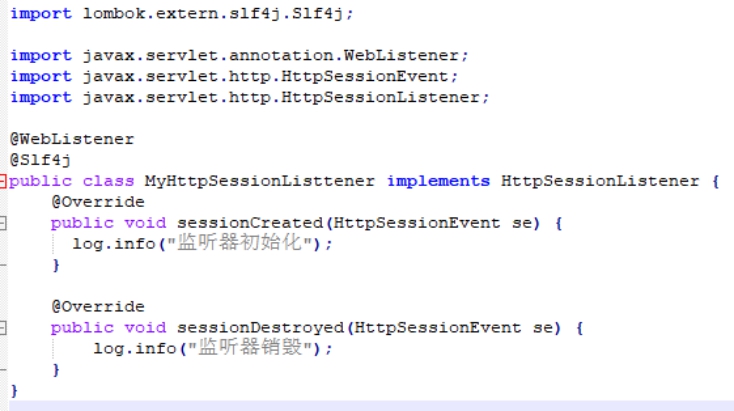 import lombok.extern.slf4j.Slf4j;
import javax.servlet.annotation.WebListener;
import javax.servlet.http.HttpSessionEvent;
import javax.servlet.http.HttpSessionListener;
@WebListener
@Slf4j
public class MyHttpSessionListtener implements HttpSessionListener {
@Override
public void sessionCreated(HttpSessionEvent se) {
log.info("监听器初始化");
}
@Override
public void sessionDestroyed(HttpSessionEvent se) {
log.info("监听器销毁");
}
}